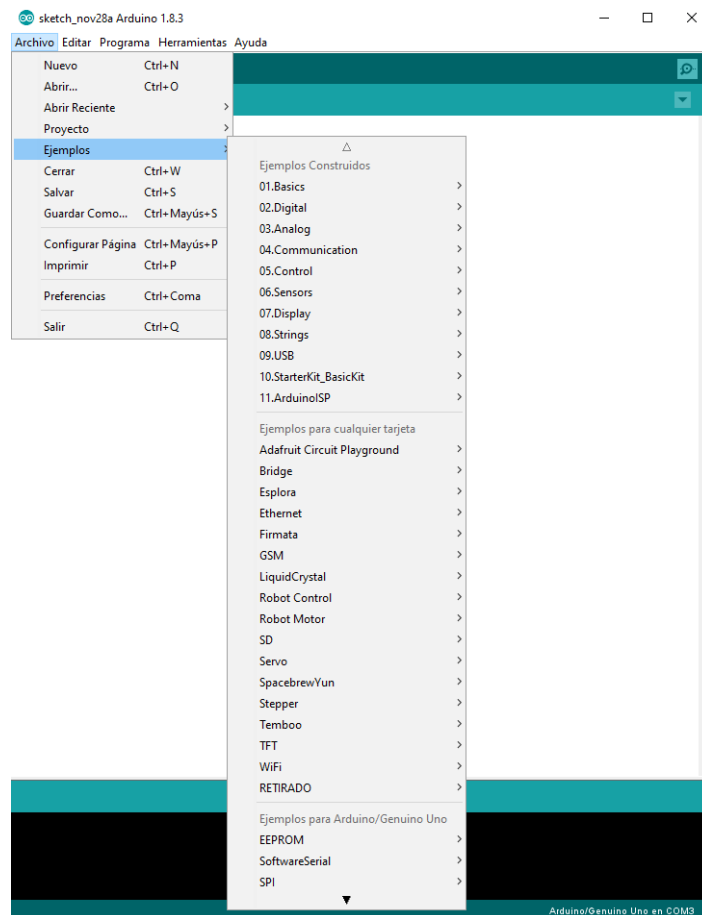 sketch_nov28a Arduino 1.8.3
Archivo Editar Programa Herramientas Ayuda
Nuevo Ctrl+N
Abrir... Ctrl+O
Abrir Reciente
Proyecto
Ejemplos
Cerrar Ctrl+W
Salvar Ctrl+S
Guardar Como... Ctrl+Mayús+S
Configurar Página Ctrl+Mayús+P
Imprimir Ctrl+P
Preferencias Ctrl+Coma
Salir Ctrl+Q
Ejemplos Construidos
01.Basics
02.Digital
03.Analog
04.Communication
05.Control
06.Sensors
07.Display
08.Strings
09.USB
10.StarterKit_BasicKit
11.ArduinoISP
Ejemplos para cualquier tarjeta
Adafruit Circuit Playground
Bridge
Esplora
Ethernet
Firmata
GSM
LiquidCrystal
Robot Control
Robot Motor
SD
Servo
SpacebrewYun
Stepper
Temboo
TFT
WiFi
RETIRADO
Ejemplos para Arduino/Genuino Uno
EEPROM
SoftwareSerial
SPI
Arduino/Genuino Uno en COM3